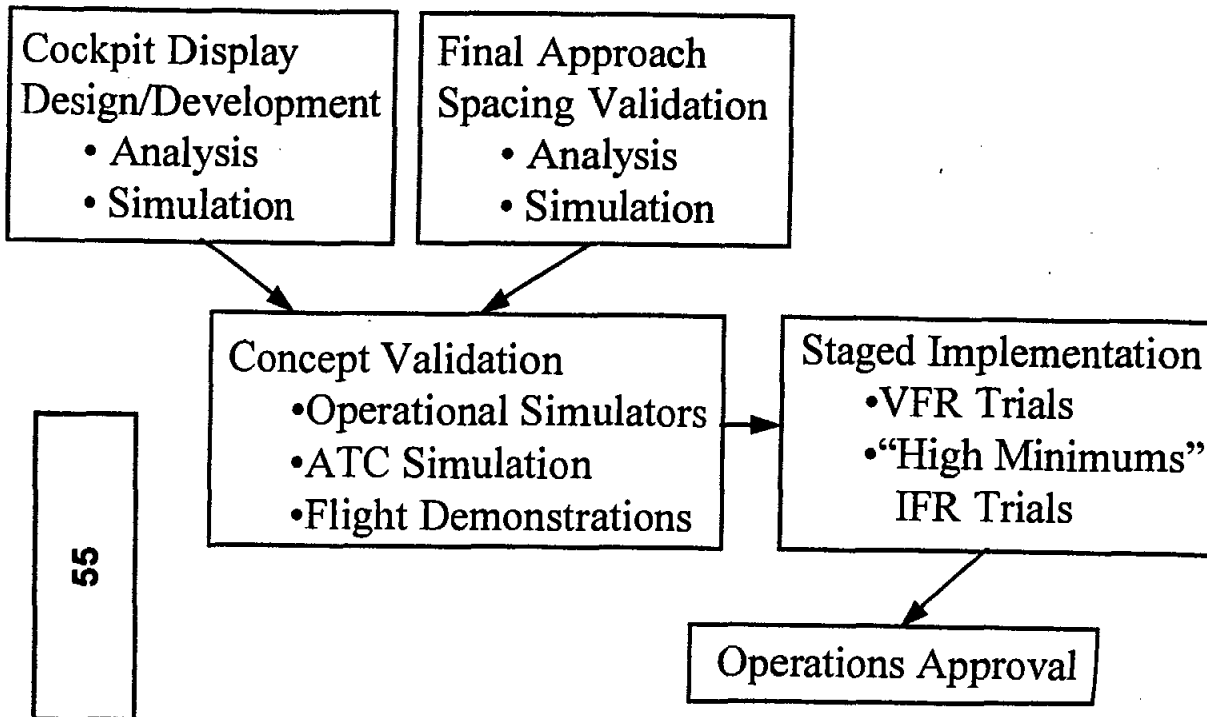 Cockpit Display
Design/Development
• Analysis
• Simulation
Final Approach
Spacing Validation
• Analysis
• Simulation
Concept Validation
•Operational Simulators
•ATC Simulation
•Flight Demonstrations
Staged Implementation
•VFR Trials
•“High Minimums”
IFR Trials
Operations Approval
55